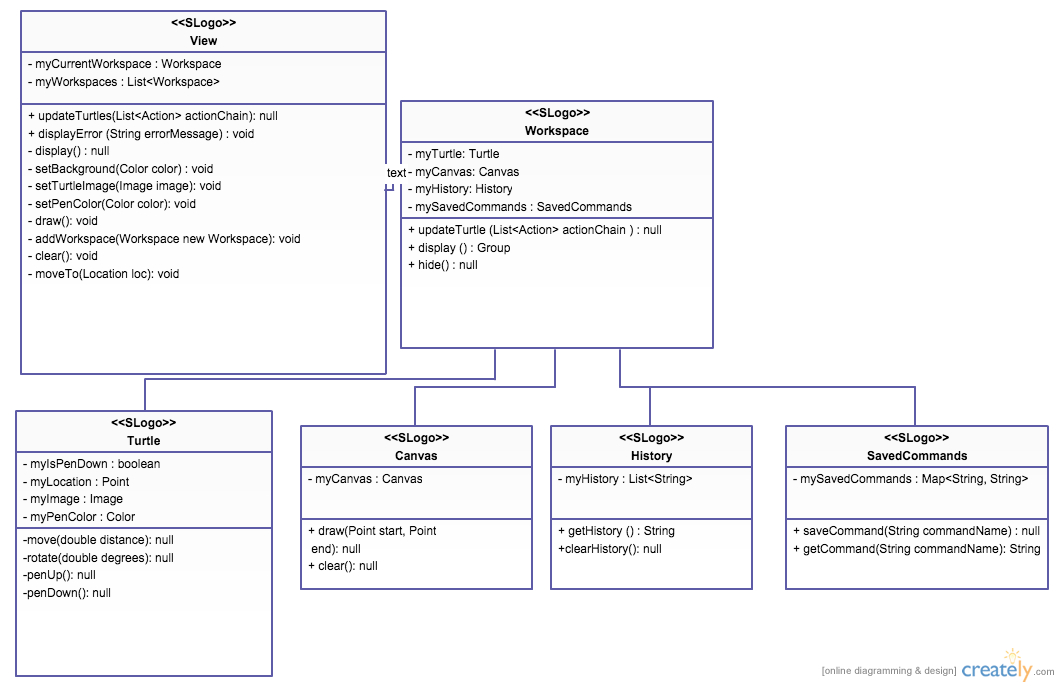 <<SLogo>>
View
- myCurrentWorkspace : Workspace
- myWorkspaces : List<Workspace>
+ updateTurtles(List<Action> actionChain): null
+ displayError (String errorMessage) : void
- display() : null
- setBackground(Color color) : void
- setTurtleImage(Image image): void
- setPenColor(Color color): void
- draw(): void
- addWorkspace(Workspace new Workspace): void
- clear(): void
- moveTo(Location loc): void
text
<<SLogo>>
Workspace
- myTurtle: Turtle
- myCanvas: Canvas
- myHistory: History
- mySavedCommands : SavedCommands
+ updateTurtle (List<Action> actionChain ) : null
+ display () : Group
+ hide() : null
<<SLogo>>
Turtle
- myIsPenDown : boolean
- myLocation : Point
- myImage : Image
- myPenColor : Color
-move(double distance): null
-rotate(double degrees): null
-penUp(): null
-penDown(): null
<<SLogo>>
Canvas
- myCanvas : Canvas
+ draw(Point start, Point
end): null
+ clear(): null
<<SLogo>>
History
- myHistory : List<String>
+ getHistory () : String
+clearHistory(): null
<<SLogo>>
SavedCommands
- mySavedCommands : Map<String, String>
+ saveCommand(String commandName) : null
+ getCommand(String commandName): String
[online diagramming & design] creately.com